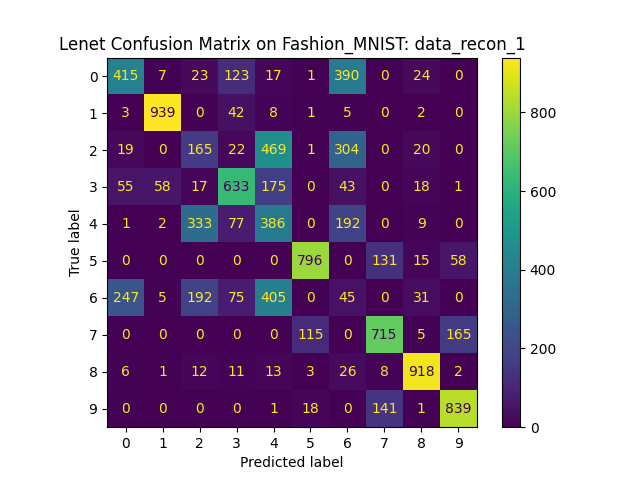 Lenet Confusion Matrix on Fashion_MNIST: data_recon_1
0 415 7 23 123 17 1 390 0 24 0
1 3 939 0 42 8 1 5 0 2 0
2 19 0 165 22 469 1 304 0 20 0
3 55 58 17 633 175 0 43 0 18 1
4 1 2 333 77 386 0 192 0 9 0
5 0 0 0 0 0 796 0 131 15 58
6 247 5 192 75 405 0 45 0 31 0
7 0 0 0 0 0 115 0 715 5 165
8 6 1 12 11 13 3 26 8 918 2
9 0 0 0 0 1 18 0 141 1 839
0 1 2 3 4 5 6 7 8 9
Predicted label
True label
800
600
400
200
0